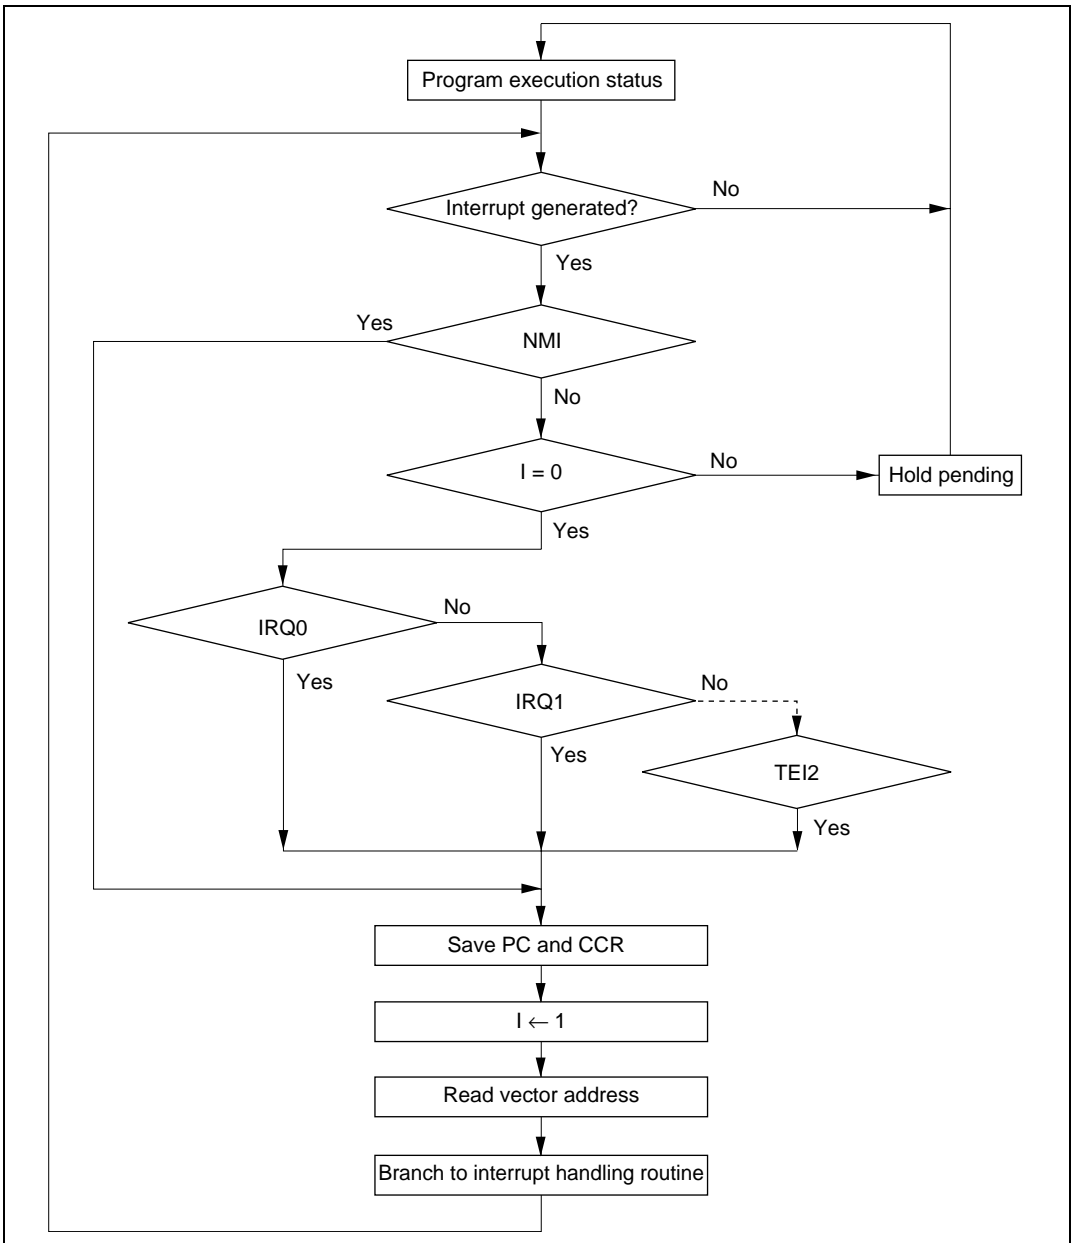 Program execution status
Interrupt generated?
No
Yes
Yes
NMI
No
I = 0
No
Hold pending
Yes
IRQ0
No
Yes
IRQ1
No
Yes
TEI2
Yes
Save PC and CCR
I ← 1
Read vector address
Branch to interrupt handling routine